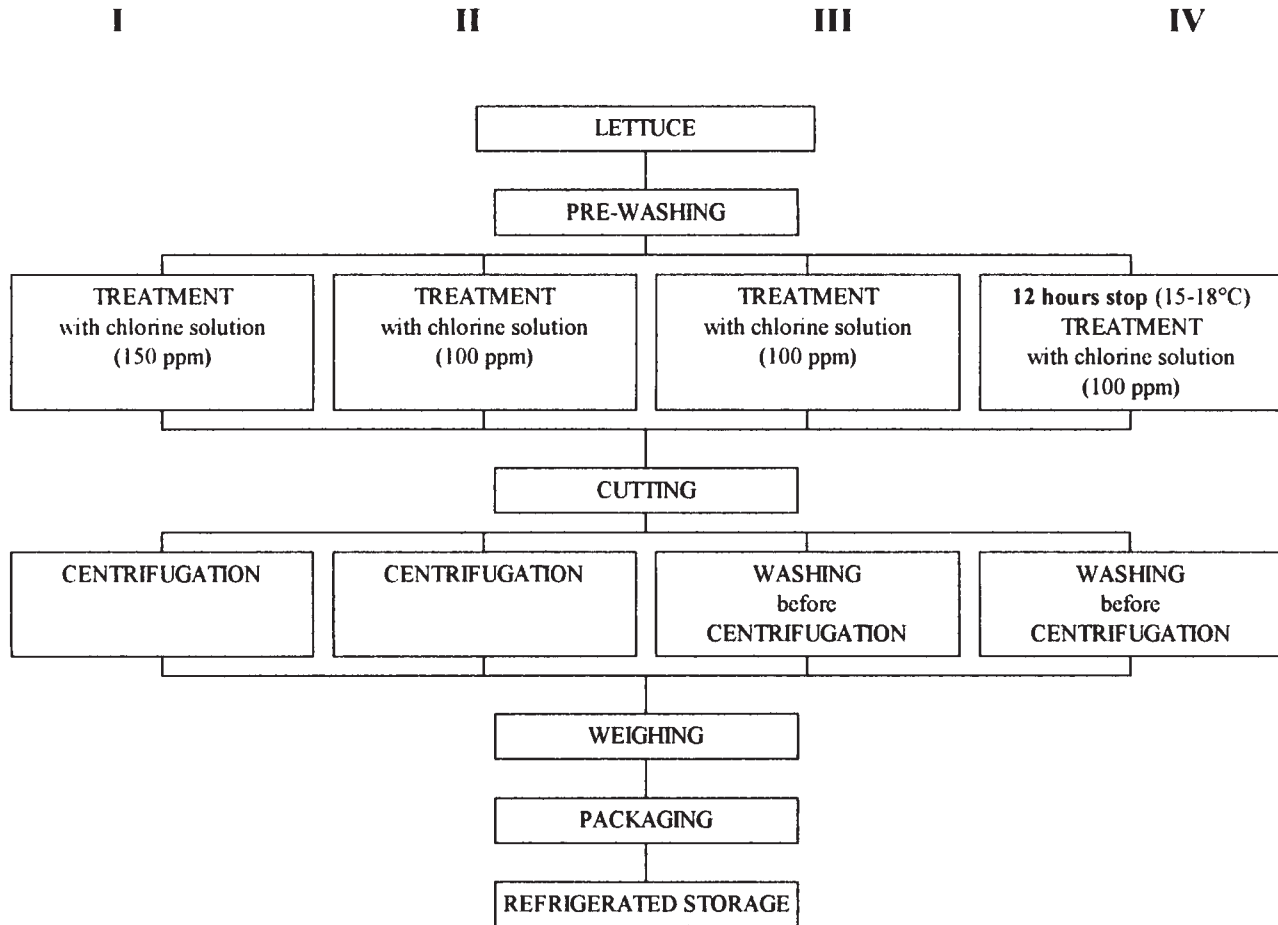 I
II
III
IV
LETTUCE
PRE-WASHING
TREATMENT
with chlorine solution
(150 ppm)
TREATMENT
with chlorine solution
(100 ppm)
TREATMENT
with chlorine solution
(100 ppm)
12 hours stop (15-18°C)
TREATMENT
with chlorine solution
(100 ppm)
CUTTING
CENTRIFUGATION
CENTRIFUGATION
WASHING
before
CENTRIFUGATION
WASHING
before
CENTRIFUGATION
WEIGHING
PACKAGING
REFRIGERATED STORAGE